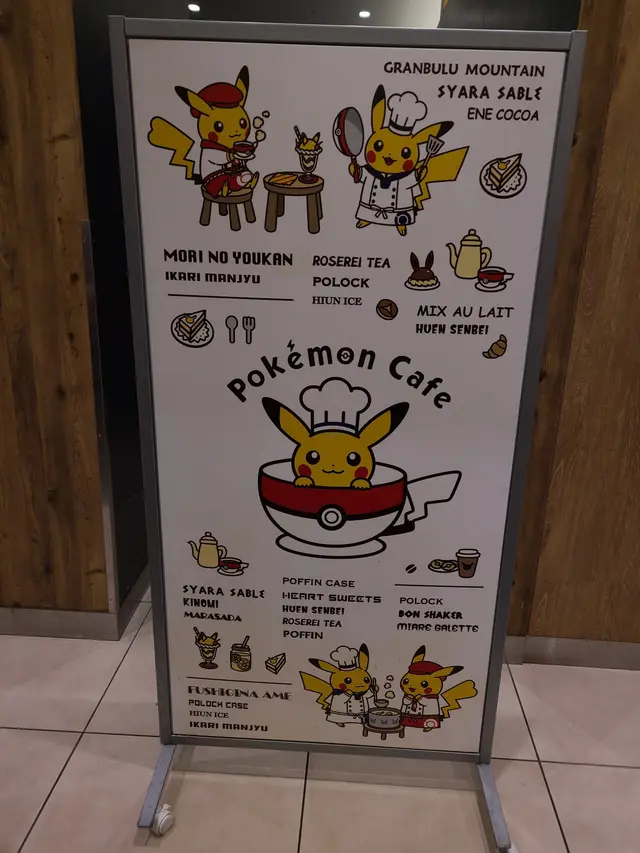 GRANBULU MOUNTAIN
SYARA SABLE
ENE COCOA
MORI NO YOUKAN
IKARI MANJYU
ROSEREI TEA
POLOCK
HIUN ICE
MIX AU LAIT
HUEN SENBEI
Pokémon Cafe
SYARA SABLE
KINOMI
MARASADA
POFFIN CASE
HEART SWEETS
HUEN SENBEI
ROSEREI TEA
POFFIN
POLOCK
BON SHAKER
MIARE GALETTE
FUSHIGINA AME
POLOCK CASE
HIUN ICE
IKARI MANJYU